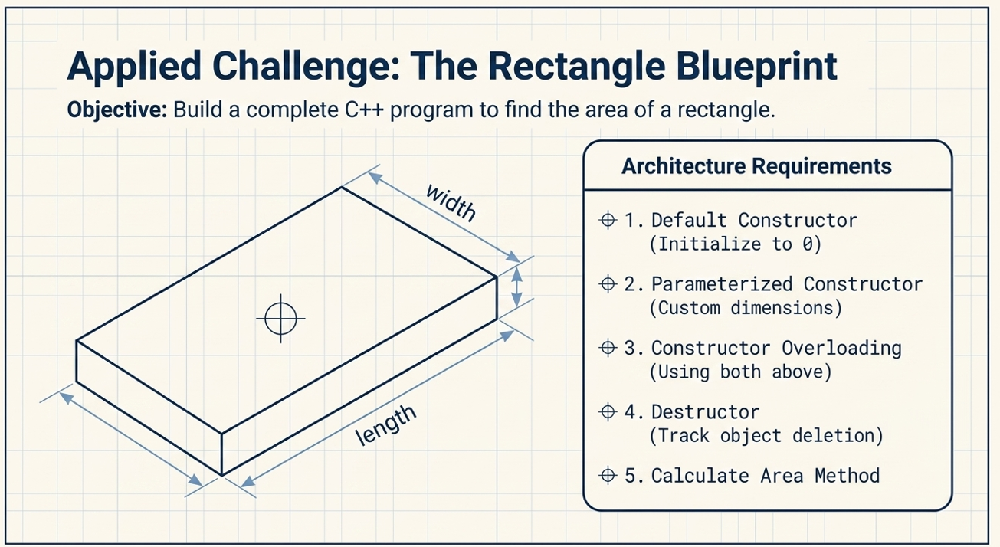 Applied Challenge: The Rectangle Blueprint
Objective: Build a complete C++ program to find the area of a rectangle.
width
length
Architecture Requirements
1. Default Constructor
(Initialize to 0)
2. Parameterized Constructor
(Custom dimensions)
3. Constructor Overloading
(Using both above)
4. Destructor
(Track object deletion)
5. Calculate Area Method